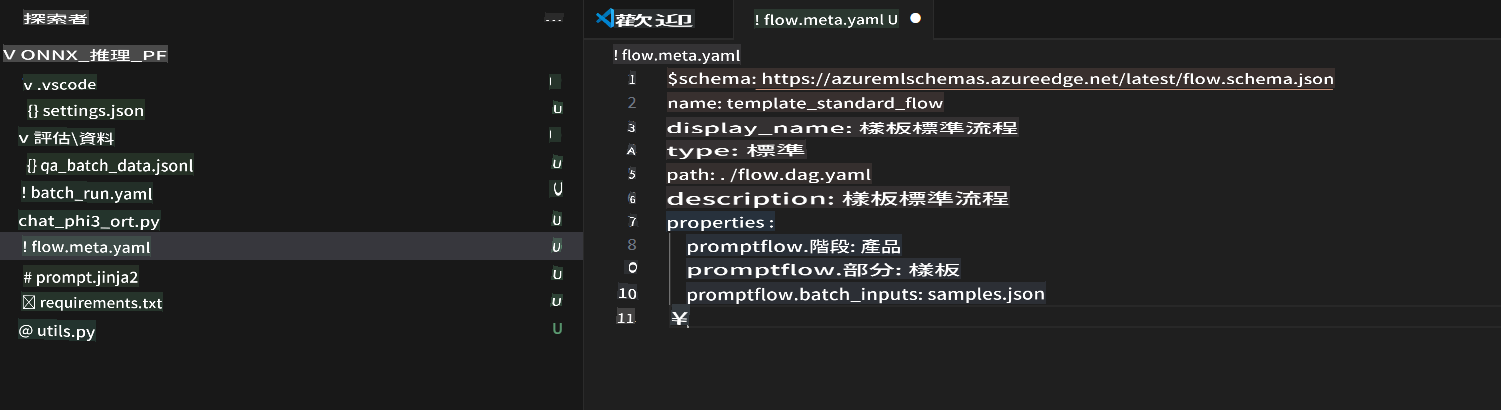 探索者 ...
∨ ONNX_推理_PF
∨ .vscode
{} settings.json U
∨ 評估\資料
{} qa_batch_data.jsonl U
! batch_run.yaml U
chat_phi3_ort.py U
! flow.meta.yaml U
# prompt.jinja2 U
requirements.txt U
@ utils.py U
歡迎
! flow.meta.yaml U ●
! flow.meta.yaml
1 $schema: https://azuremlschemas.azureedge.net/latest/flow.schema.json
2 name: template_standard_flow
3 display_name: 樣板標準流程
A type: 標準
5 path: . /flow.dag.yaml
6 description: 樣板標準流程
7 properties :
8 promptflow.階段: 產品
9 promptflow.部分: 樣板
10 promptflow.batch_inputs: samples.json
11 ¥